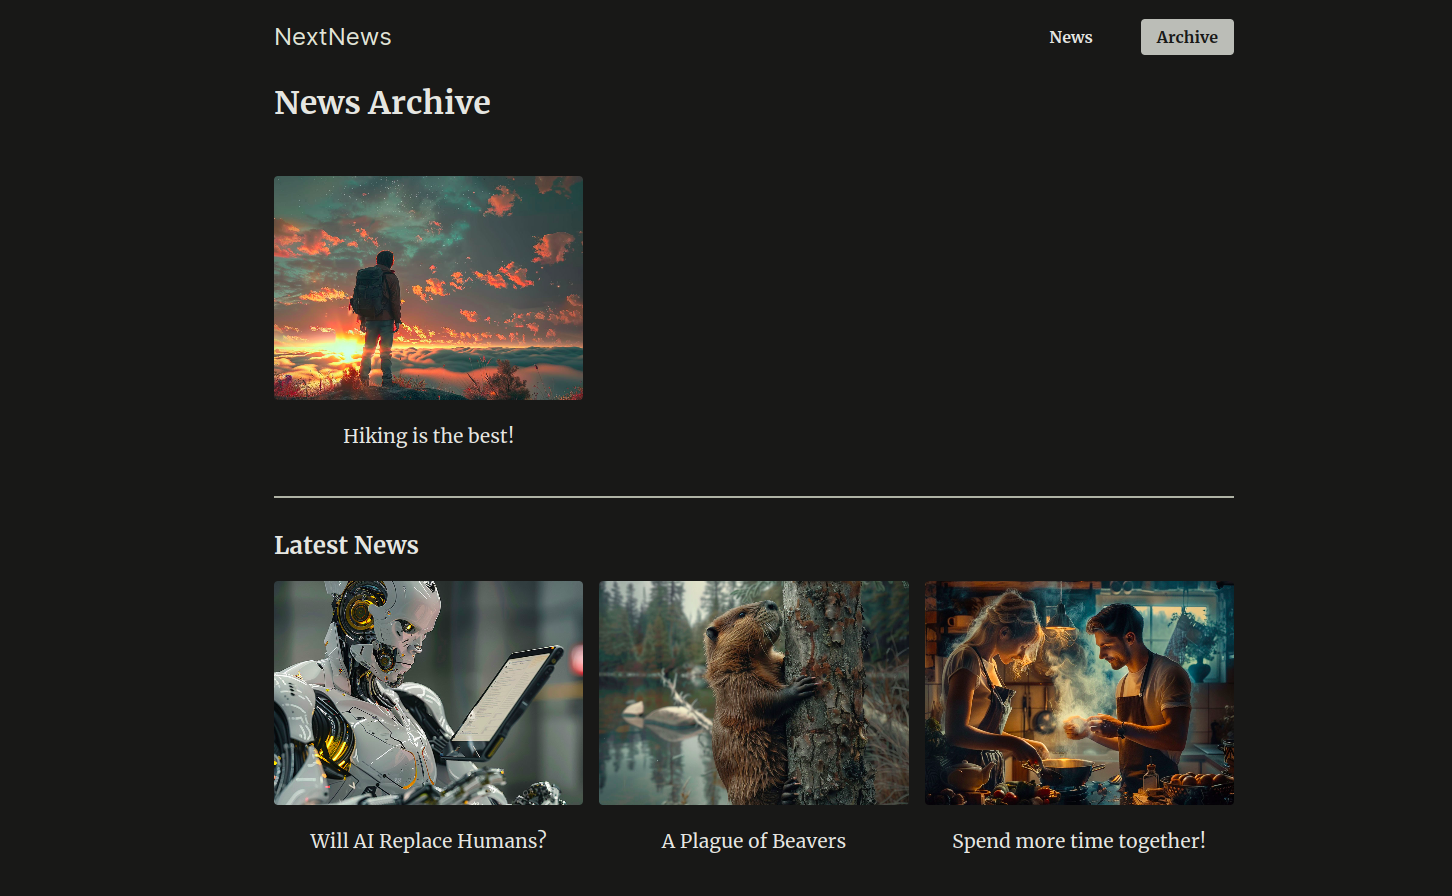 NextNews
News
Archive
News Archive
Hiking is the best!
Latest News
Will AI Replace Humans?
A Plague of Beavers
Spend more time together!